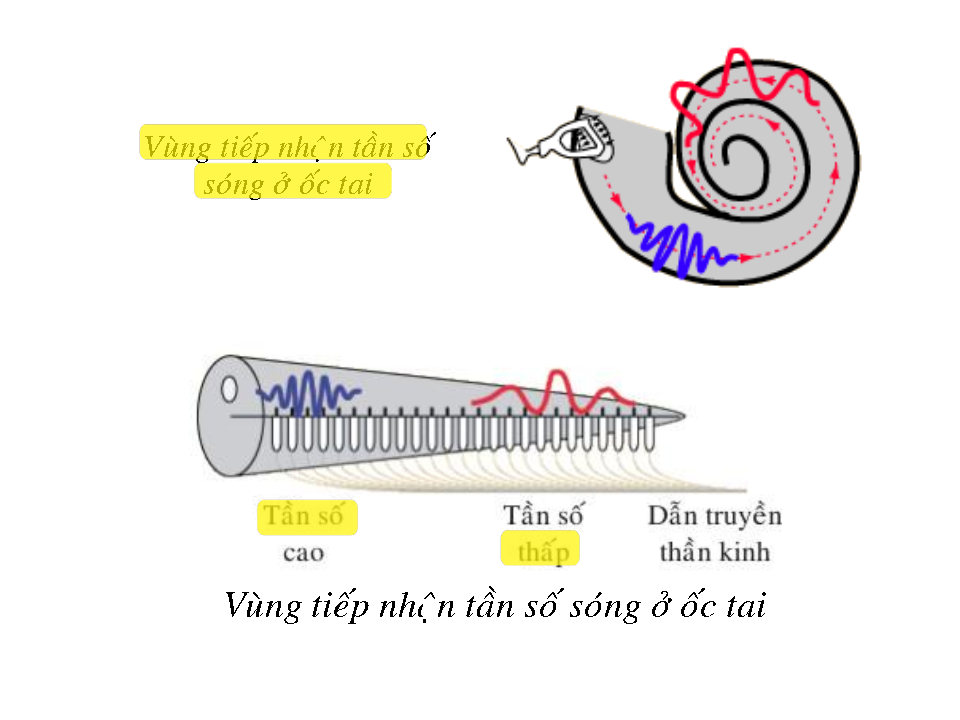 Vùng tiếp nhận tần số
sóng ở ốc tai
Tần số
cao
Tần số
thấp
Dẫn truyền
thần kinh
Vùng tiếp nhận tần số sóng ở ốc tai